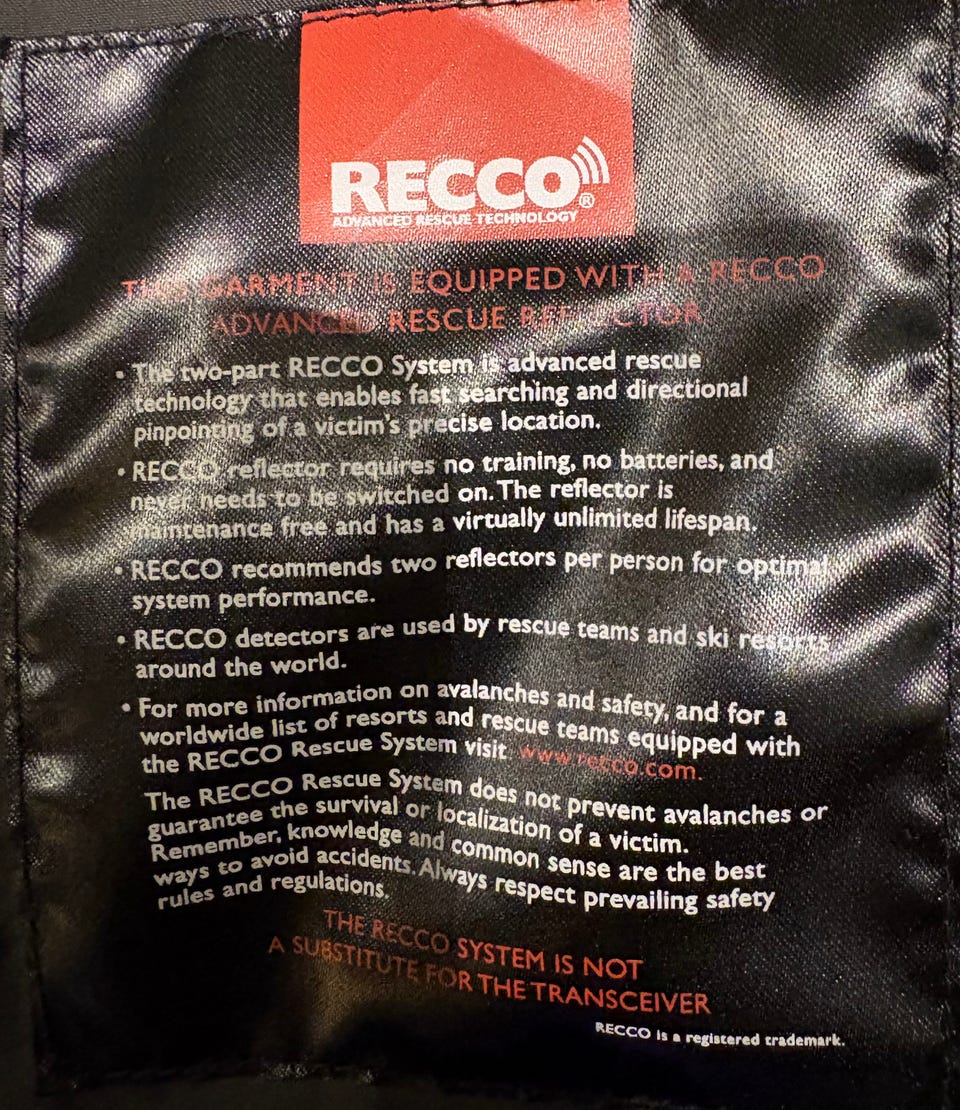 RECCO®
ADVANCED RESCUE TECHNOLOGY
THIS GARMENT IS EQUIPPED WITH A RECCO
ADVANCED RESCUE REFLECTOR
• The two-part RECCO System is advanced rescue
technology that enables fast searching and directional
pinpointing of a victim's precise location.
• RECCO reflector requires no training, no batteries, and
never needs to be switched on. The reflector is
maintenance free and has a virtually unlimited lifespan.
• RECCO recommends two reflectors per person for optimal
system performance.
• RECCO detectors are used by rescue teams and ski resorts
around the world.
• For more information on avalanches and safety, and for a
worldwide list of resorts and rescue teams equipped with
the RECCO Rescue System visit www.recco.com.
The RECCO Rescue System does not prevent avalanches or
guarantee the survival or localization of a victim.
Remember, knowledge and common sense are the best
ways to avoid accidents. Always respect prevailing safety
rules and regulations.
THE RECCO SYSTEM IS NOT
A SUBSTITUTE FOR THE TRANSCEIVER
RECCO is a registered trademark.